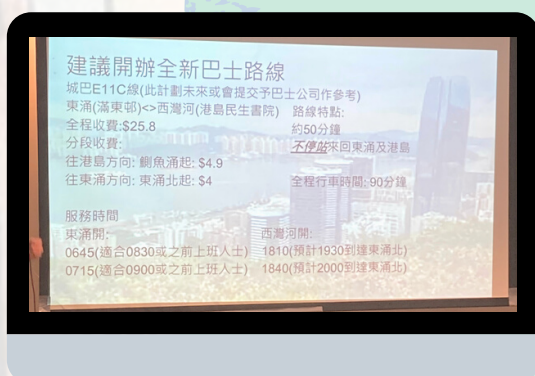 建議開辦全新巴士路線
城巴E11C線(此計劃未來或會提交予巴士公司作參考)
東涌(滿東邨)<>西灣河(港島民生書院)
全程收費:$25.8
分段收費:
往港島方向: 鰂魚涌起: $4.9
往東涌方向: 東涌北起: $4
路線特點:
約50分鐘
不停站來回東涌及港島
全程行車時間: 90分鐘
服務時間
東涌開:
0645(適合0830或之前上班人士)
0715(適合0900或之前上班人士)
西灣河開:
1810(預計1930到達東涌北)
1840(預計2000到達東涌北)